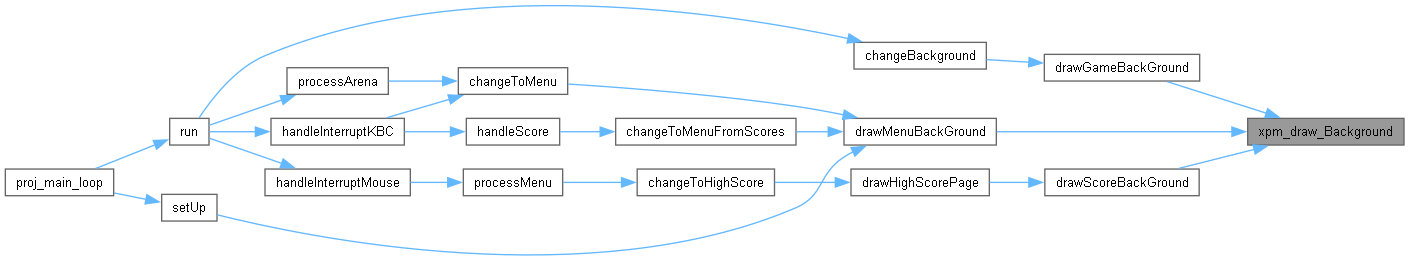 changeBackground
drawGameBackGround
processArena
changeToMenu
run
handleInterruptKBC
handleScore
changeToMenuFromScores
drawMenuBackGround
xpm_draw_Background
proj_main_loop
handleInterruptMouse
processMenu
changeToHighScore
drawHighScorePage
drawScoreBackGround
setUp